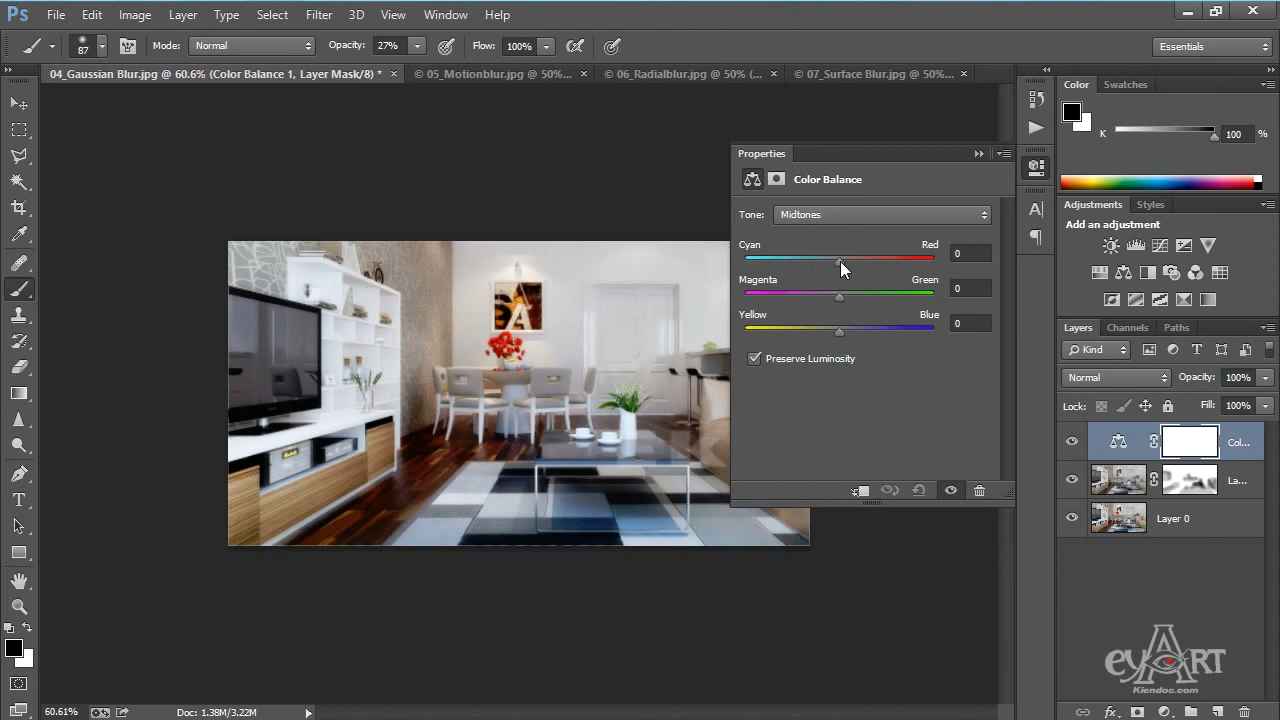 Ps File Edit Image Layer Type Select Filter 3D View Window Help
87 Mode: Normal Opacity: 27% Flow: 100% Essentials
04_Gaussian Blur.jpg @ 60.6% (Color Balance 1, Layer Mask/8) * × © 05_Motionblur.jpg @ 50%... × © 06_Radialblur.jpg @ 50% (... × © 07_Surface Blur.jpg @ 50%... ×
Color Swatches
K 100 %
Properties
Color Balance
Tone: Midtones
Cyan Red 0
Magenta Green 0
Yellow Blue 0
Preserve Luminosity
A
Adjustments Styles
Add an adjustment
Layers Channels Paths
Kind
Normal Opacity: 100%
Lock: Fill: 100%
Col...
La...
Layer 0
eyART
Kiendoc.com
60.61% Doc: 1.38M/3.22M